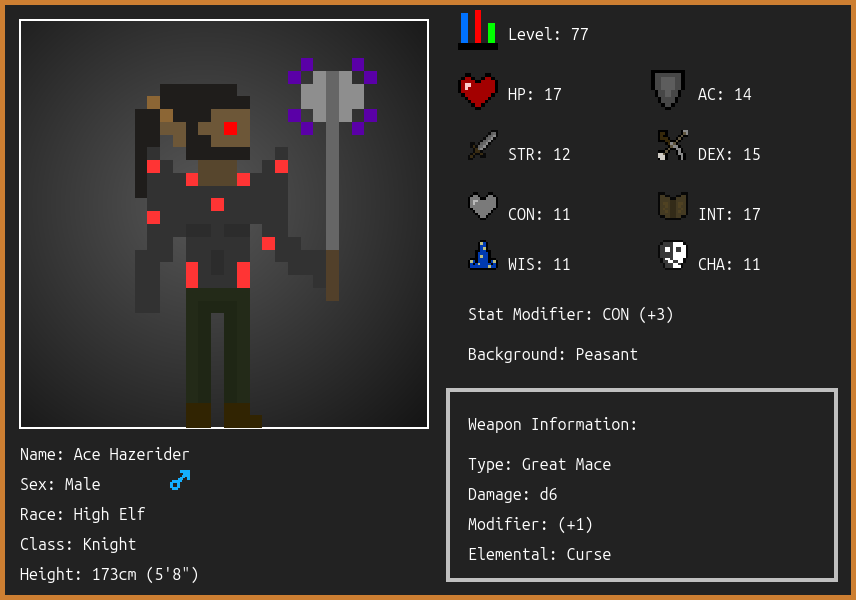 Level: 77
HP: 17
AC: 14
STR: 12
DEX: 15
CON: 11
INT: 17
WIS: 11
CHA: 11
Stat Modifier: CON (+3)
Background: Peasant
Weapon Information:
Type: Great Mace
Damage: d6
Modifier: (+1)
Elemental: Curse
Name: Ace Hazerider
Sex: Male
Race: High Elf
Class: Knight
Height: 173cm (5'8")